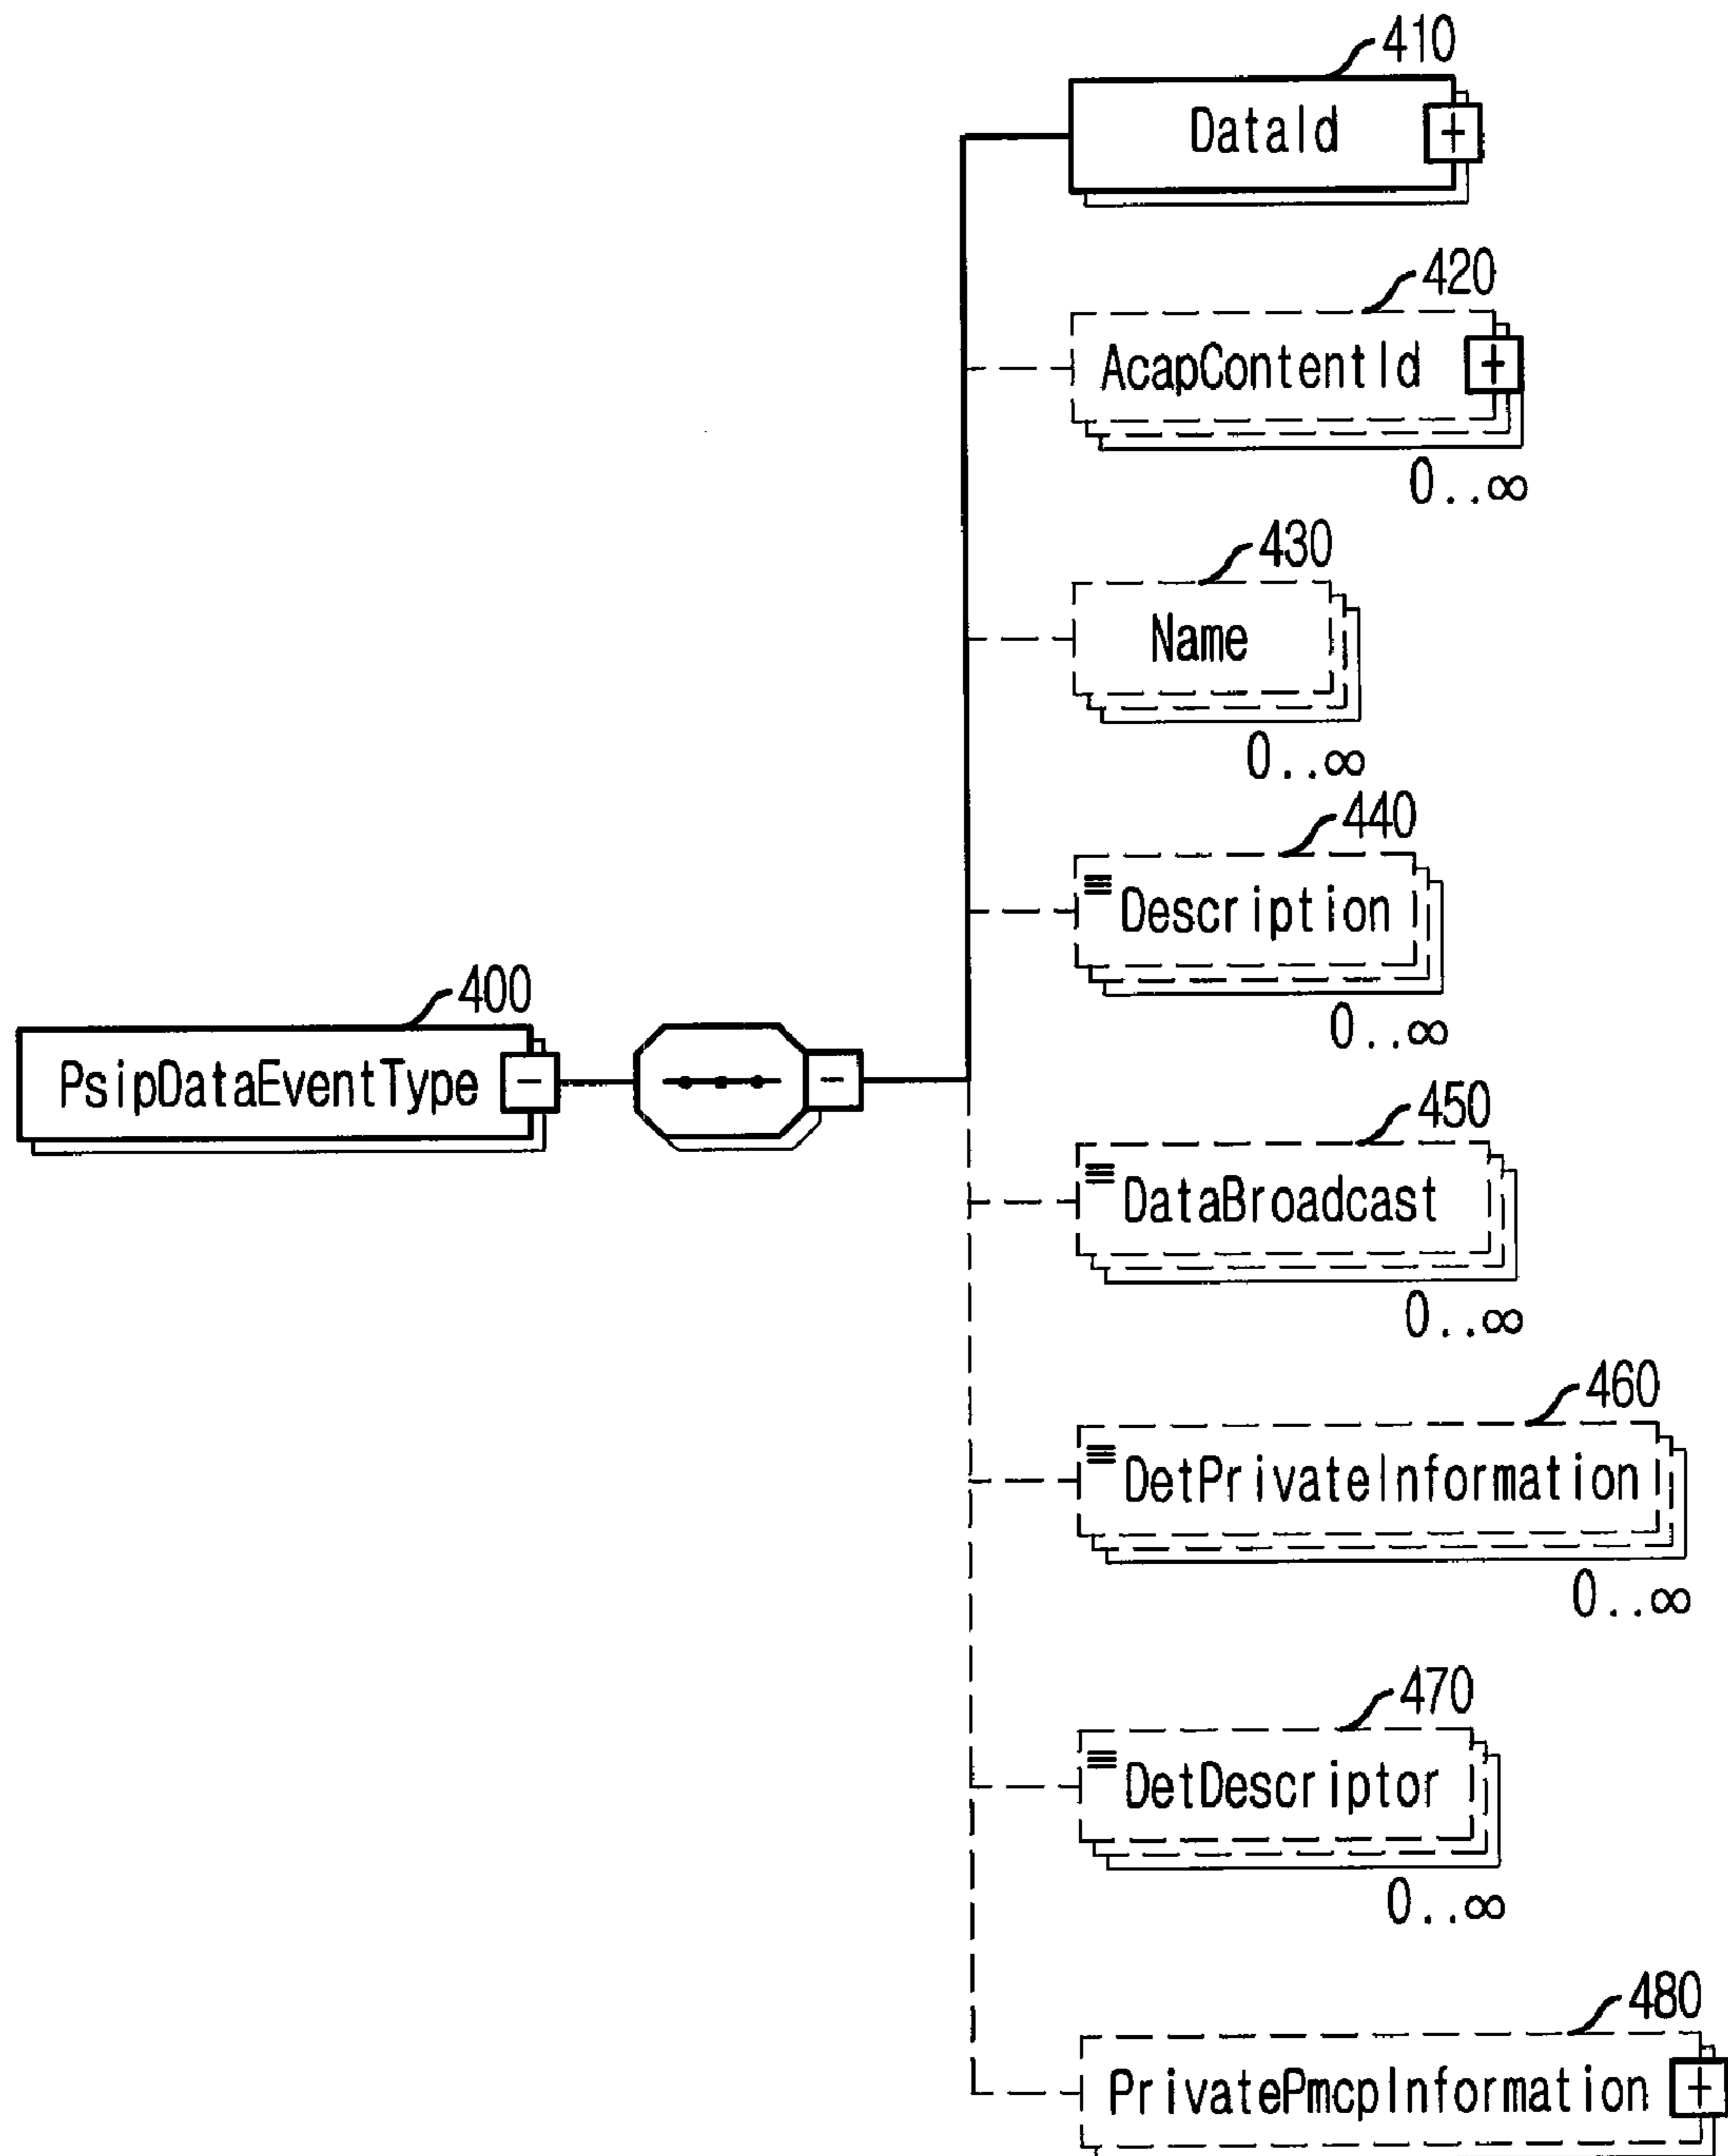 410
DataId
420
AcapContentId
0..∞
430
Name
0..∞
440
Description
0..∞
400
PsipDataEventType
450
DataBroadcast
0..∞
460
DetPrivateInformation
0..∞
470
DetDescriptor
0..∞
480
PrivatePmcpInformation